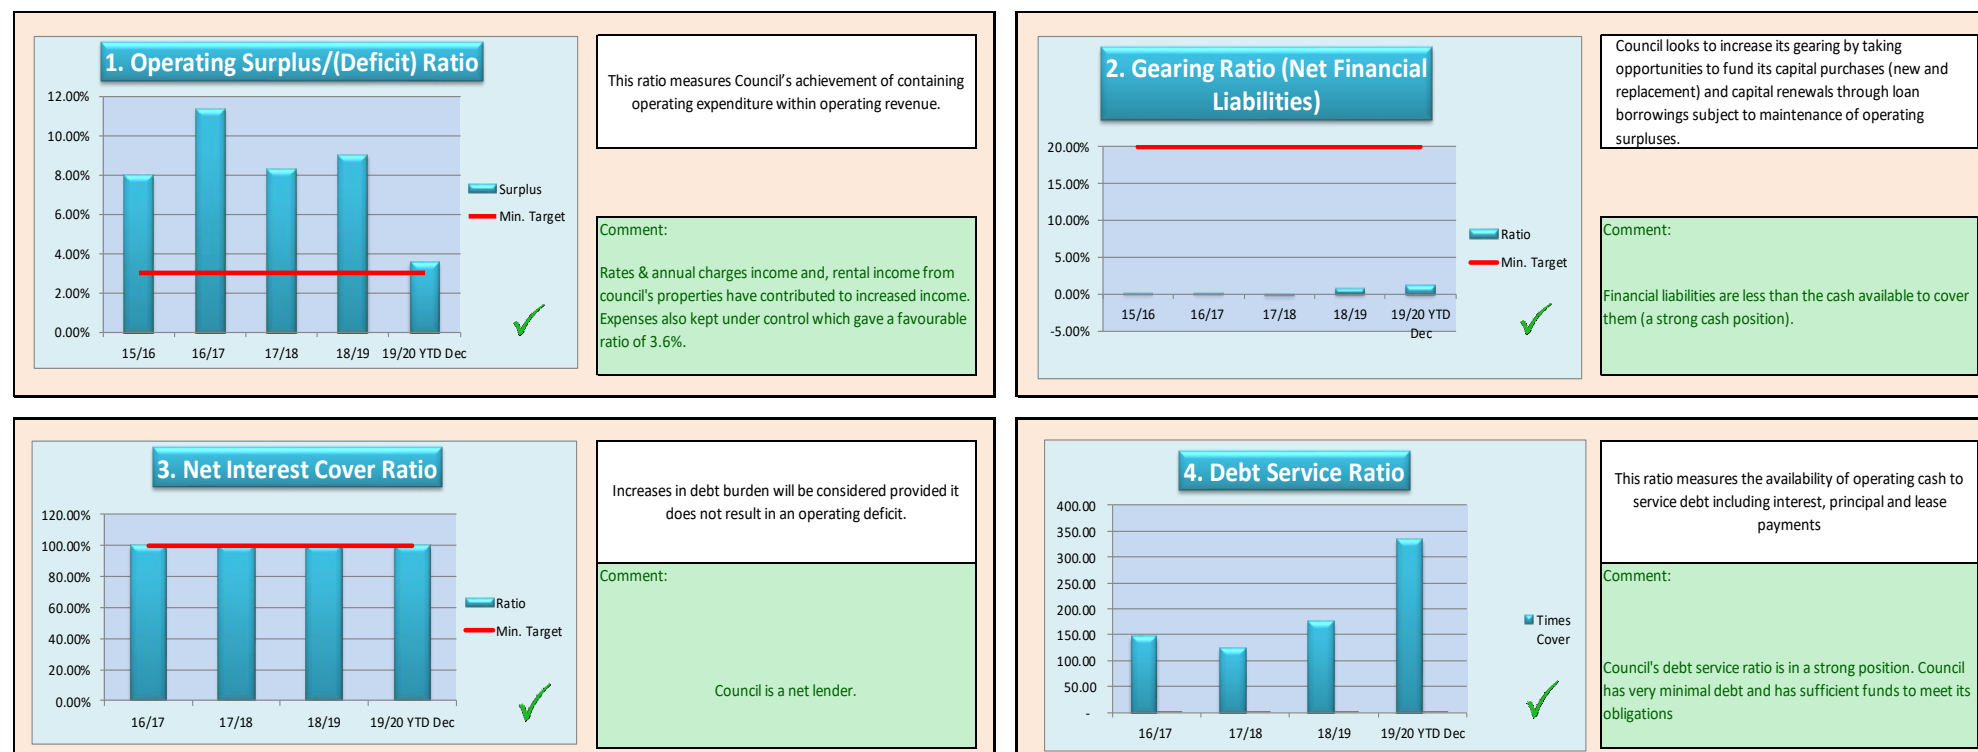 1. Operating Surplus/(Deficit) Ratio
12.00%
10.00%
8.00%
6.00%
4.00%
2.00%
0.00%
15/16
16/17
17/18
18/19
19/20 YTD Dec
Surplus
Min. Target
This ratio measures Council's achievement of containing
operating expenditure within operating revenue.
Comment:
Rates & annual charges income and, rental income from
council's properties have contributed to increased income.
Expenses also kept under control which gave a favourable
ratio of 3.6%.
2. Gearing Ratio (Net Financial
Liabilities)
20.00%
15.00%
10.00%
5.00%
0.00%
-5.00%
15/16
16/17
17/18
18/19
19/20 YTD
Dec
Ratio
Min. Target
Council looks to increase its gearing by taking
opportunities to fund its capital purchases (new and
replacement) and capital renewals through loan
borrowings subject to maintenance of operating
surpluses.
Comment:
Financial liabilities are less than the cash available to cover
them (a strong cash position).
3. Net Interest Cover Ratio
120.00%
100.00%
80.00%
60.00%
40.00%
20.00%
0.00%
16/17
17/18
18/19
19/20 YTD Dec
Ratio
Min. Target
Increases in debt burden will be considered provided it
does not result in an operating deficit.
Comment:
Council is a net lender.
4. Debt Service Ratio
400.00
350.00
300.00
250.00
200.00
150.00
100.00
50.00
-
16/17
17/18
18/19
19/20 YTD Dec
Times
Cover
This ratio measures the availability of operating cash to
service debt including interest, principal and lease
payments
Comment:
Council's debt service ratio is in a strong position. Council
has very minimal debt and has sufficient funds to meet its
obligations